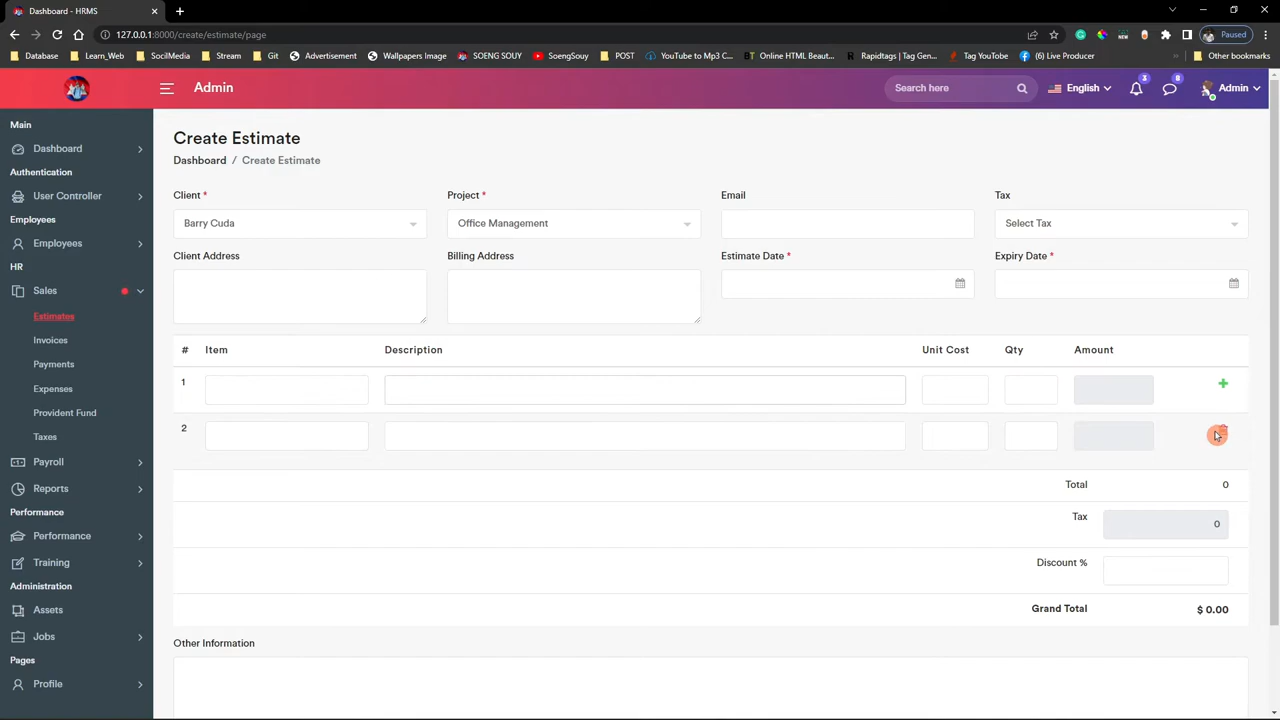 Dashboard - HRMS
127.0.0.1:8000/create/estimate/page
Paused
Database
Learn_Web
SocilMedia
Stream
Git
Advertisement
Wallpapers Image
SOENG SOUY
SoengSouy
POST
YouTube to Mp3 C...
Online HTML Beaut...
Rapidtags | Tag Gen...
Tag YouTube
(6) Live Producer
Other bookmarks
Admin
Search here
English
3
8
Admin
Main
Dashboard
Authentication
User Controller
Employees
Employees
HR
Sales
Estimates
Invoices
Payments
Expenses
Provident Fund
Taxes
Payroll
Reports
Performance
Performance
Training
Administration
Assets
Jobs
Pages
Profile
Create Estimate
Dashboard / Create Estimate
Client * Project * Email Tax
Barry Cuda Office Management Select Tax
Client Address Billing Address Estimate Date * Expiry Date *
# Item Description Unit Cost Qty Amount
1
2
Total 0
Tax 0
Discount %
Grand Total $ 0.00
Other Information